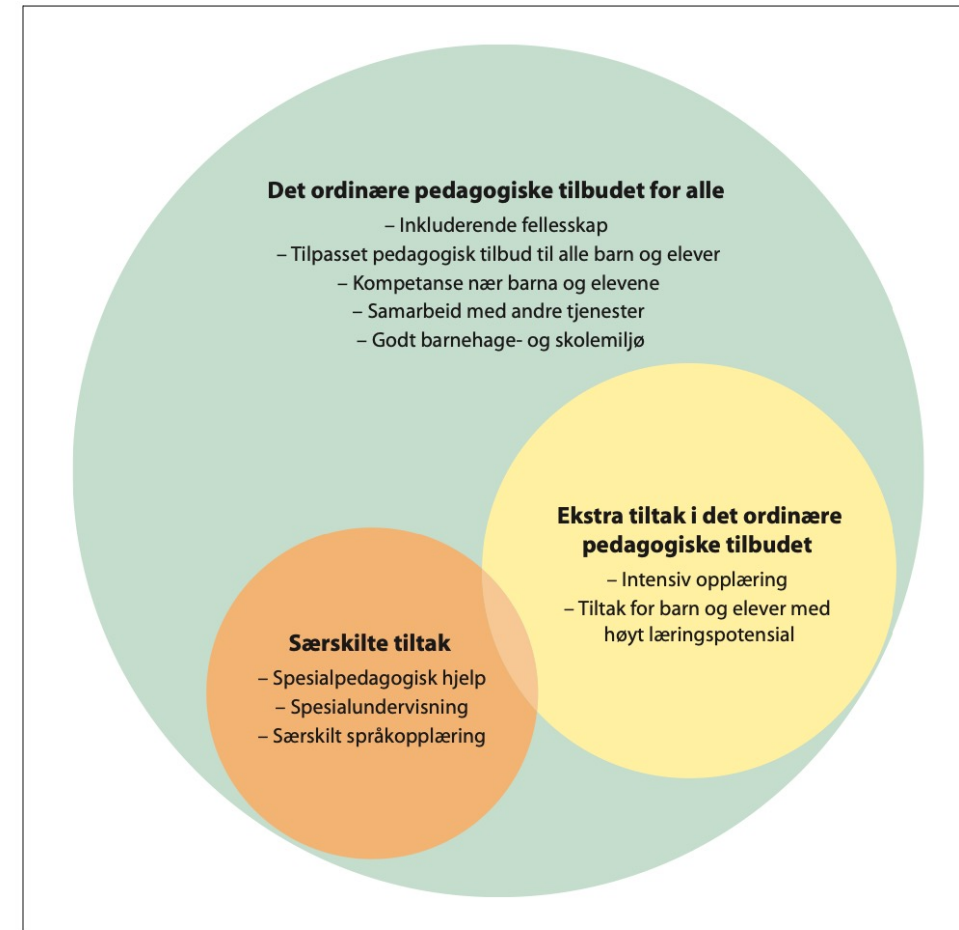 Det ordinære pedagogiske tilbudet for alle
– Inkluderende fellesskap
– Tilpasset pedagogisk tilbud til alle barn og elever
– Kompetanse nær barna og elevene
– Samarbeid med andre tjenester
– Godt barnehage- og skolemiljø
Ekstra tiltak i det ordinære
pedagogiske tilbudet
– Intensiv opplæring
– Tiltak for barn og elever med
høyt læringspotensial
Særskilte tiltak
– Spesialpedagogisk hjelp
– Spesialundervisning
– Særskilt språkopplæring